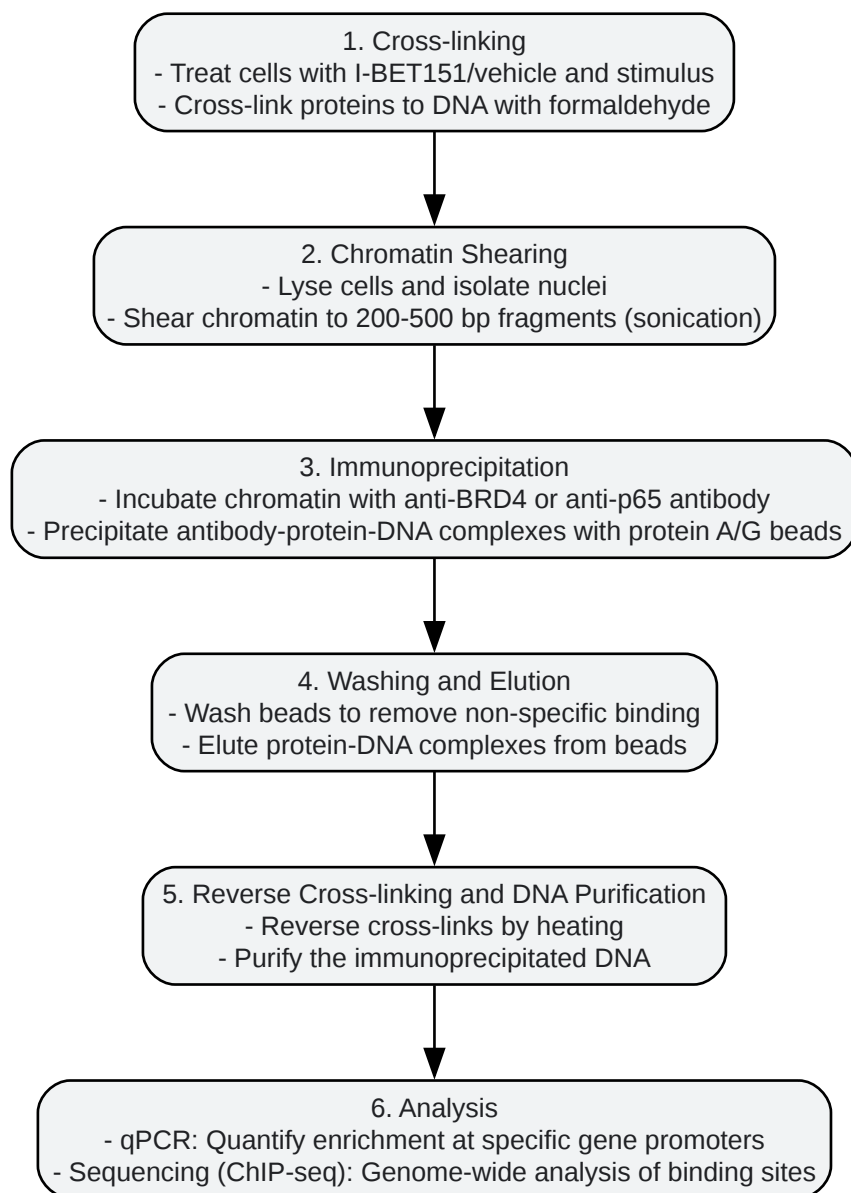 1. Cross-linking
- Treat cells with I-BET151/vehicle and stimulus
- Cross-link proteins to DNA with formaldehyde
2. Chromatin Shearing
- Lyse cells and isolate nuclei
- Shear chromatin to 200-500 bp fragments (sonication)
3. Immunoprecipitation
- Incubate chromatin with anti-BRD4 or anti-p65 antibody
- Precipitate antibody-protein-DNA complexes with protein A/G beads
4. Washing and Elution
- Wash beads to remove non-specific binding
- Elute protein-DNA complexes from beads
5. Reverse Cross-linking and DNA Purification
- Reverse cross-links by heating
- Purify the immunoprecipitated DNA
6. Analysis
- qPCR: Quantify enrichment at specific gene promoters
- Sequencing (ChIP-seq): Genome-wide analysis of binding sites